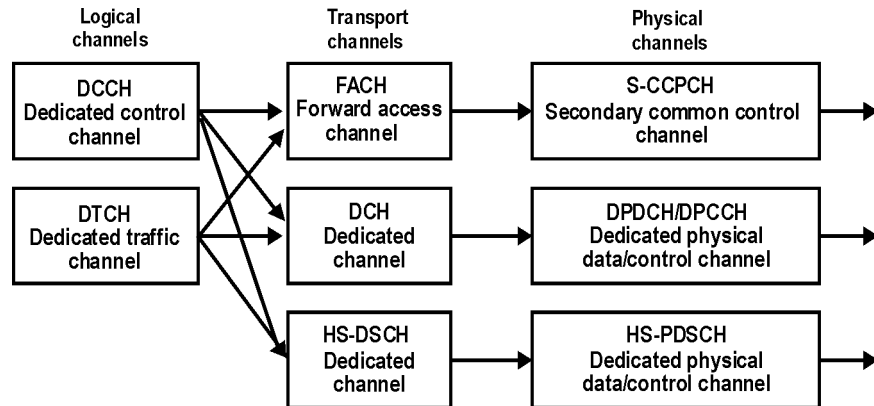 Logical
channels
Transport
channels
Physical
channels
DCCH
Dedicated control
channel
FACH
Forward access
channel
S-CCPCH
Secondary common control
channel
DTCH
Dedicated traffic
channel
DCH
Dedicated
channel
DPDCH/DPCCH
Dedicated physical
data/control channel
HS-DSCH
Dedicated
channel
HS-PDSCH
Dedicated physical
data/control channel